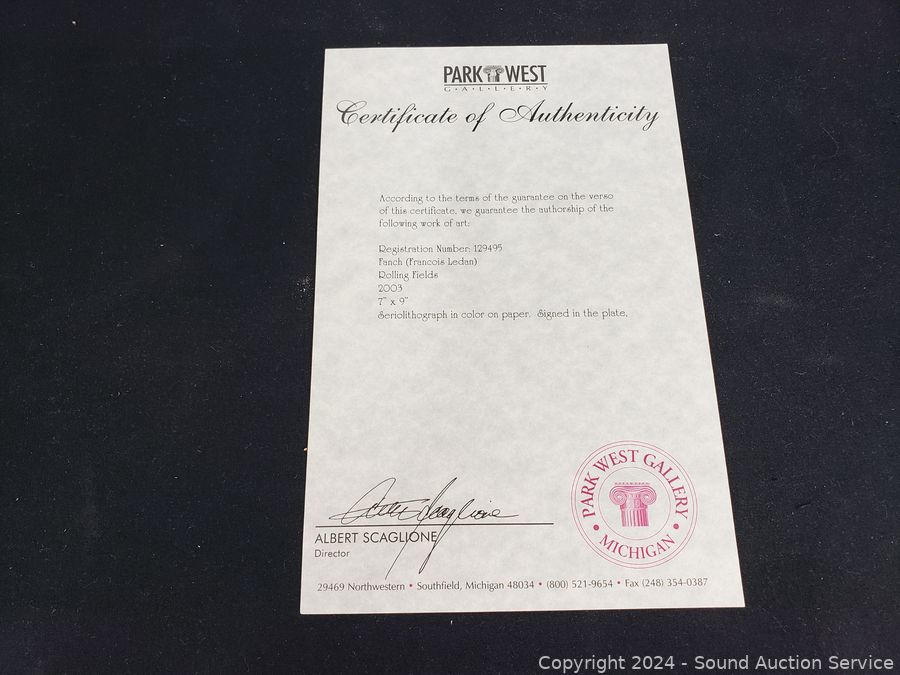 PARK WEST
G·A·L·L·E·R·Y
Certificate of Authenticity
According to the terms of the guarantee on the verso
of this certificate, we guarantee the authorship of the
following work of art:
Registration Number: 129495
Fanch (Francois Ledan)
Rolling Fields
2003
7" x 9"
Seriolithograph in color on paper. Signed in the plate.
ALBERT SCAGLIONE
Director
PARK WEST GALLERY
• MICHIGAN •
29469 Northwestern • Southfield, Michigan 48034 • (800) 521-9654 • Fax (248) 354-0387
Copyright 2024 - Sound Auction Service